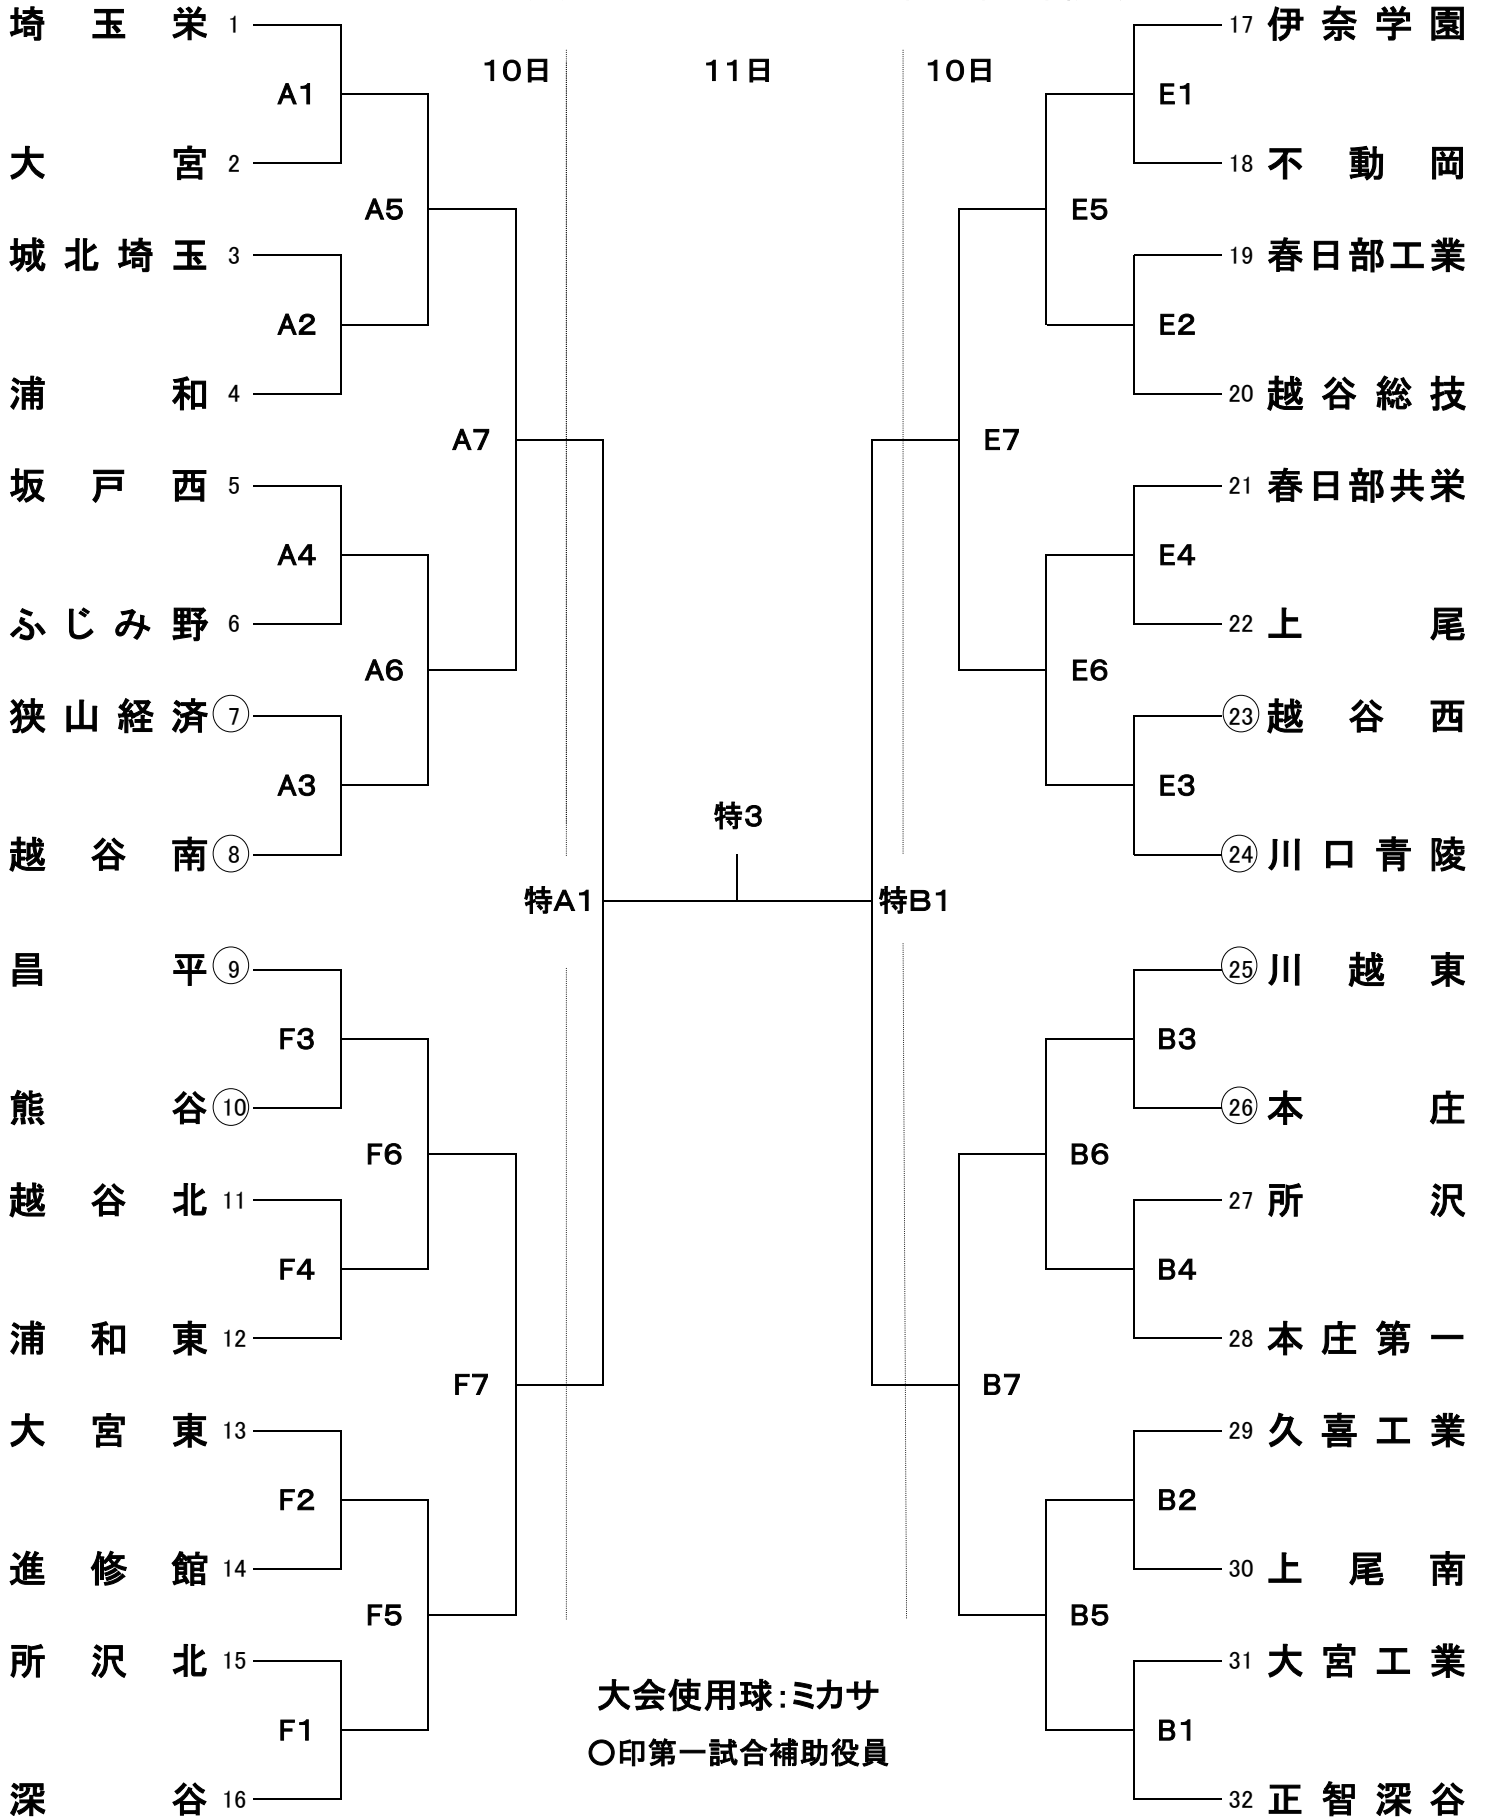 埼玉栄 1
17 伊奈学園
10日
11日
10日
A1
E1
大宮 2
18 不動岡
A5
E5
城北埼玉 3
19 春日部工業
A2
E2
浦和 4
20 越谷総技
A7
E7
坂戸西 5
21 春日部共栄
A4
E4
ふじみ野 6
22 上尾
A6
E6
狭山経済 7
23 越谷西
A3
E3
特3
越谷南 8
24 川口青陵
特A1
特B1
昌平 9
25 川越東
F3
B3
熊谷 10
26 本庄
F6
B6
越谷北 11
27 所沢
F4
B4
浦和東 12
28 本庄第一
F7
B7
大宮東 13
29 久喜工業
F2
B2
進修館 14
30 上尾南
F5
B5
所沢北 15
31 大宮工業
大会使用球:ミカサ
F1
B1
〇印第一試合補助役員
深谷 16
32 正智深谷